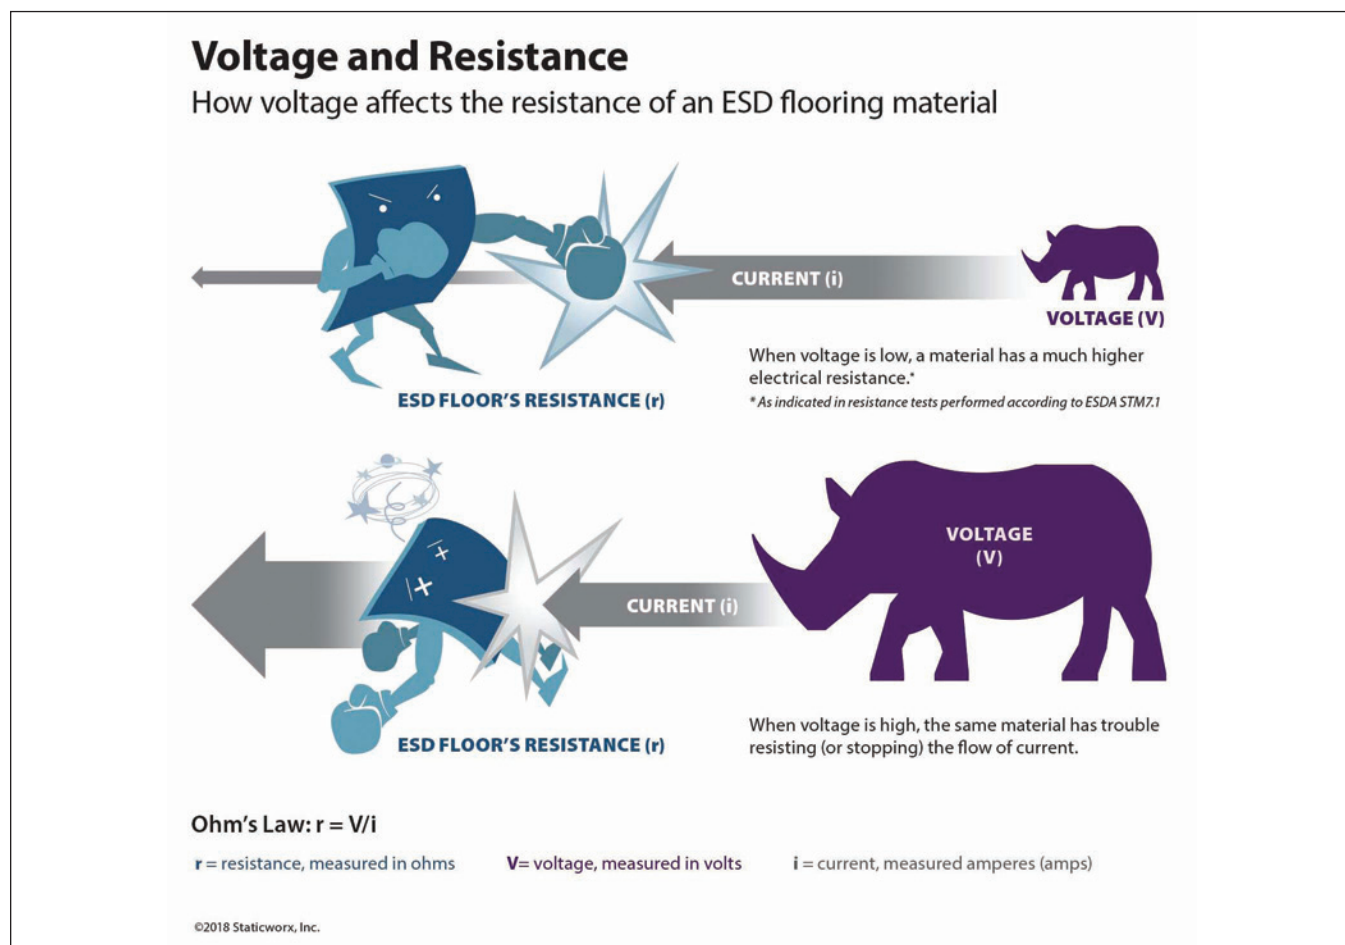 Voltage and Resistance
How voltage affects the resistance of an ESD flooring material
CURRENT (i)
VOLTAGE (V)
When voltage is low, a material has a much higher
electrical resistance.*
* As indicated in resistance tests performed according to ESDA STM7.1
ESD FLOOR'S RESISTANCE (r)
VOLTAGE
(V)
CURRENT (i)
When voltage is high, the same material has trouble
resisting (or stopping) the flow of current.
ESD FLOOR'S RESISTANCE (r)
Ohm's Law: r = V/i
r = resistance, measured in ohms
V= voltage, measured in volts
i = current, measured amperes (amps)
©2018 Staticworx, Inc.